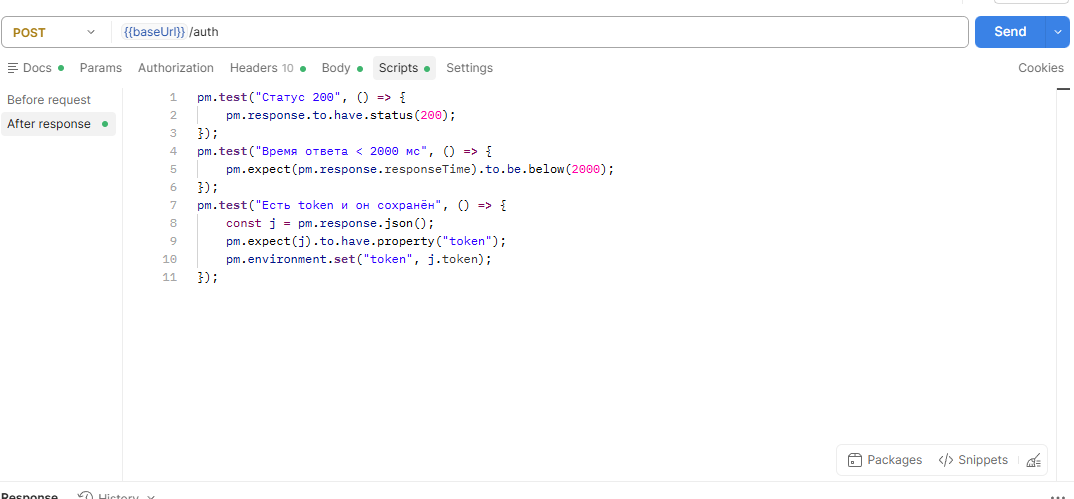 POST {{baseUrl}} /auth Send
Docs Params Authorization Headers 10 Body Scripts Settings Cookies
Before request
After response
1 pm.test("Статус 200", () => {
2 pm.response.to.have.status(200);
3 });
4 pm.test("Время ответа < 2000 мс", () => {
5 pm.expect(pm.response.responseTime).to.be.below(2000);
6 });
7 pm.test("Есть token и он сохранён", () => {
8 const j = pm.response.json();
9 pm.expect(j).to.have.property("token");
10 pm.environment.set("token", j.token);
11 });
Packages </> Snippets
Response History